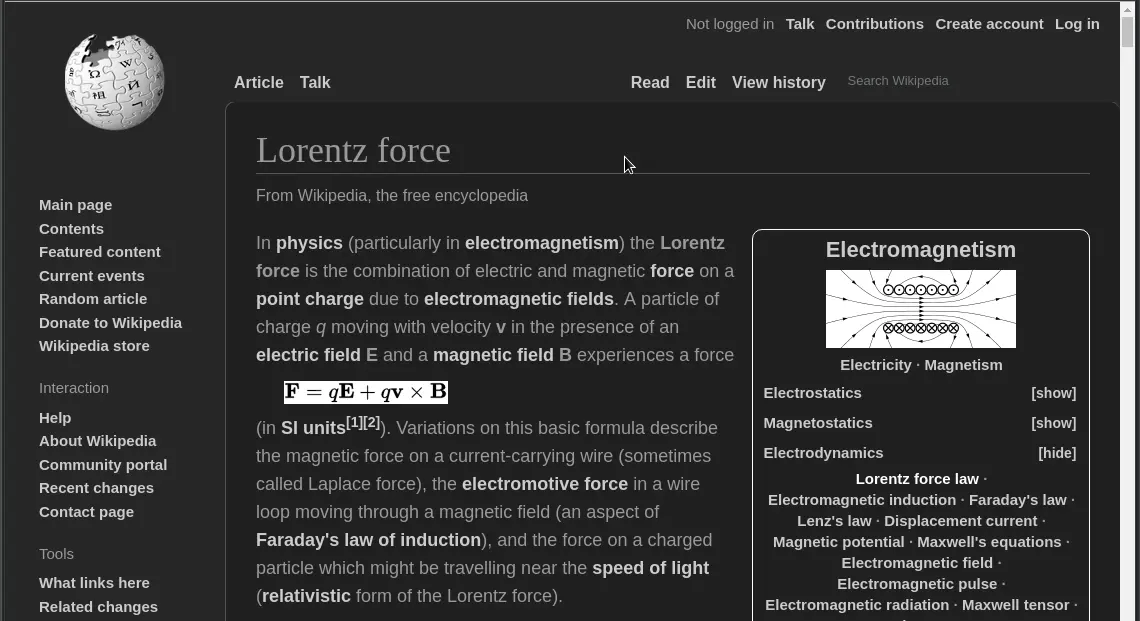 Not logged in Talk Contributions Create account Log in
Article Talk Read Edit View history Search Wikipedia
Lorentz force
From Wikipedia, the free encyclopedia
Main page
Contents
Featured content
Current events
Random article
Donate to Wikipedia
Wikipedia store
Interaction
Help
About Wikipedia
Community portal
Recent changes
Contact page
Tools
What links here
Related changes
In physics (particularly in electromagnetism) the Lorentz
force is the combination of electric and magnetic force on a
point charge due to electromagnetic fields. A particle of
charge q moving with velocity v in the presence of an
electric field E and a magnetic field B experiences a force
F = qE + qv × B
(in SI units[1][2]). Variations on this basic formula describe
the magnetic force on a current-carrying wire (sometimes
called Laplace force), the electromotive force in a wire
loop moving through a magnetic field (an aspect of
Faraday's law of induction), and the force on a charged
particle which might be travelling near the speed of light
(relativistic form of the Lorentz force).
Electromagnetism
Electricity · Magnetism
Electrostatics [show]
Magnetostatics [show]
Electrodynamics [hide]
Lorentz force law ·
Electromagnetic induction · Faraday's law ·
Lenz's law · Displacement current ·
Magnetic potential · Maxwell's equations ·
Electromagnetic field ·
Electromagnetic pulse ·
Electromagnetic radiation · Maxwell tensor ·